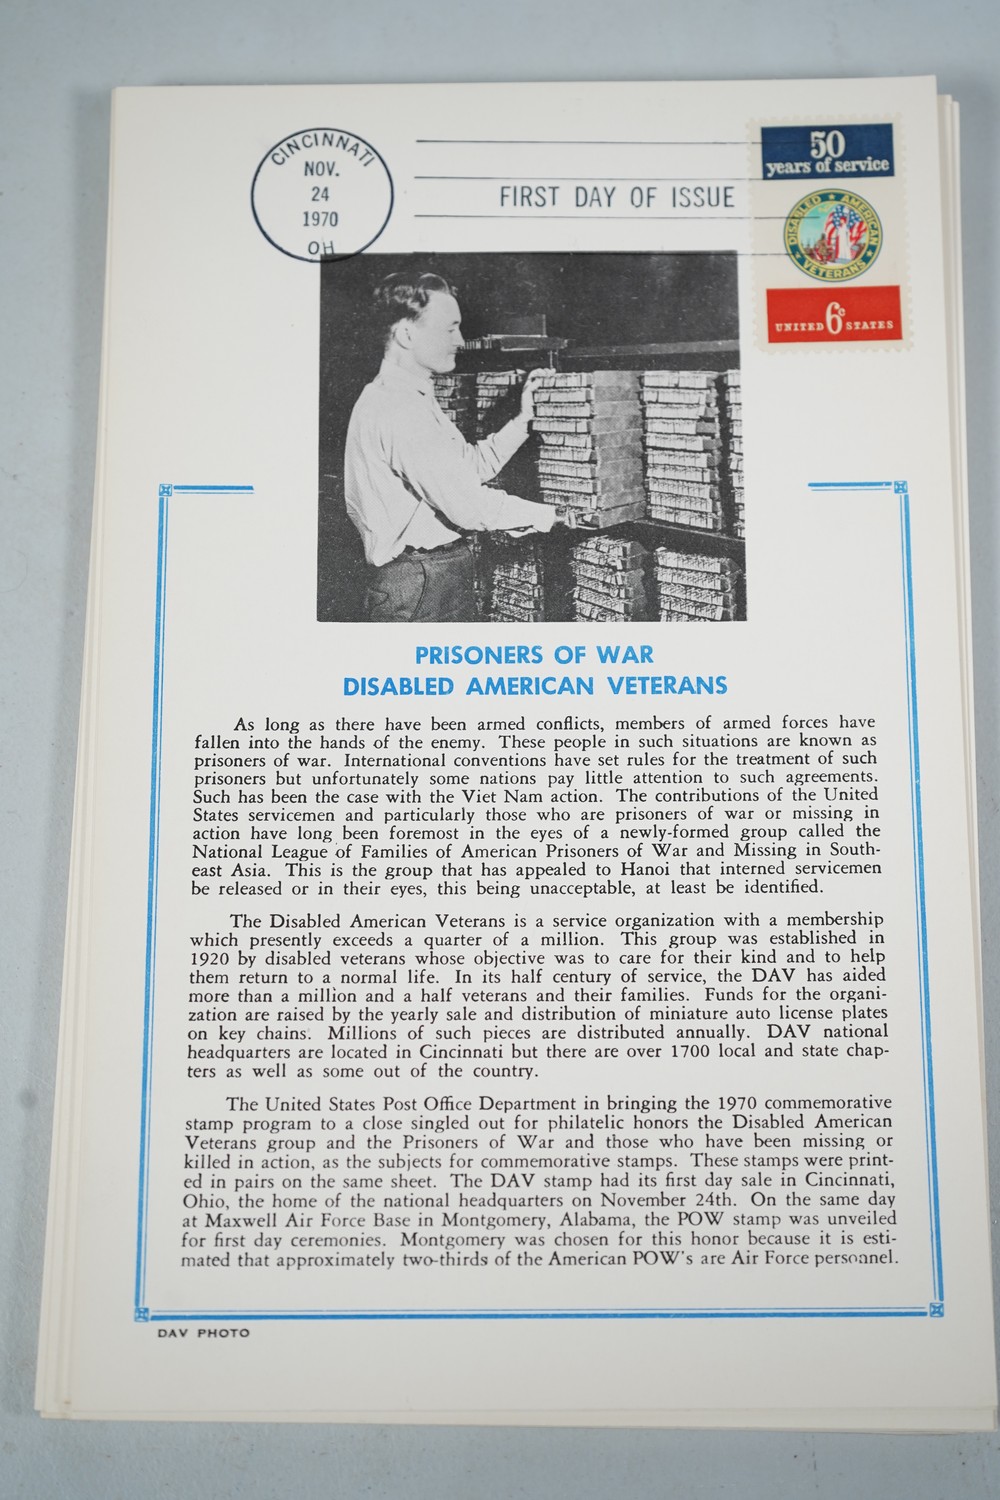 CINCINNATI
NOV.
24
1970
OH
FIRST DAY OF ISSUE
50
years of service
DISABLED ★ AMERICAN
★ VETERANS ★
UNITED 6c STATES
PRISONERS OF WAR
DISABLED AMERICAN VETERANS
As long as there have been armed conflicts, members of armed forces have
fallen into the hands of the enemy. These people in such situations are known as
prisoners of war. International conventions have set rules for the treatment of such
prisoners but unfortunately some nations pay little attention to such agreements.
Such has been the case with the Viet Nam action. The contributions of the United
States servicemen and particularly those who are prisoners of war or missing in
action have long been foremost in the eyes of a newly-formed group called the
National League of Families of American Prisoners of War and Missing in South-
east Asia. This is the group that has appealed to Hanoi that interned servicemen
be released or in their eyes, this being unacceptable, at least be identified.
The Disabled American Veterans is a service organization with a membership
which presently exceeds a quarter of a million. This group was established in
1920 by disabled veterans whose objective was to care for their kind and to help
them return to a normal life. In its half century of service, the DAV has aided
more than a million and a half veterans and their families. Funds for the organi-
zation are raised by the yearly sale and distribution of miniature auto license plates
on key chains. Millions of such pieces are distributed annually. DAV national
headquarters are located in Cincinnati but there are over 1700 local and state chap-
ters as well as some out of the country.
The United States Post Office Department in bringing the 1970 commemorative
stamp program to a close singled out for philatelic honors the Disabled American
Veterans group and the Prisoners of War and those who have been missing or
killed in action, as the subjects for commemorative stamps. These stamps were print-
ed in pairs on the same sheet. The DAV stamp had its first day sale in Cincinnati,
Ohio, the home of the national headquarters on November 24th. On the same day
at Maxwell Air Force Base in Montgomery, Alabama, the POW stamp was unveiled
for first day ceremonies. Montgomery was chosen for this honor because it is esti-
mated that approximately two-thirds of the American POW's are Air Force personnel.
DAV PHOTO